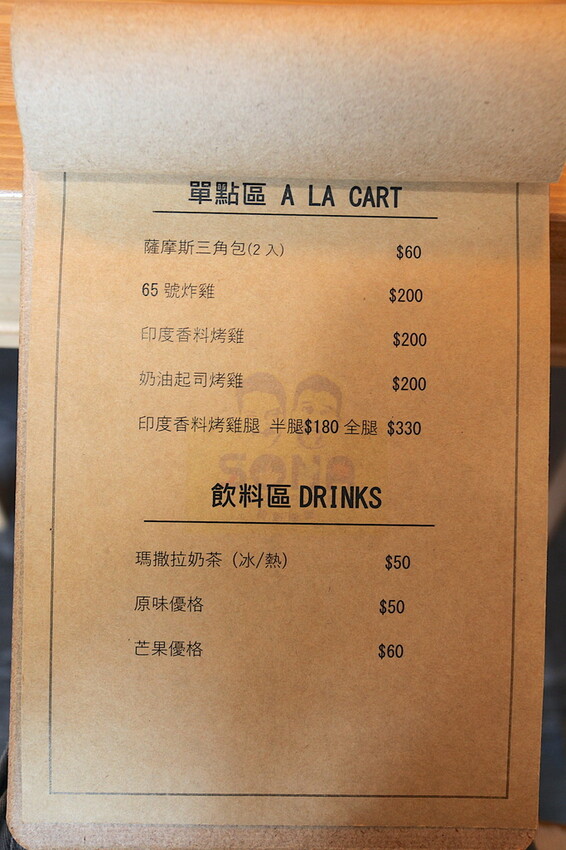 單點區 A LA CART
薩摩斯三角包(2入) $60
65 號炸雞 $200
印度香料烤雞 $200
奶油起司烤雞 $200
印度香料烤雞腿 半腿$180 全腿 $330
飲料區 DRINKS
瑪撒拉奶茶 (冰/熱) $50
原味優格 $50
芒果優格 $60